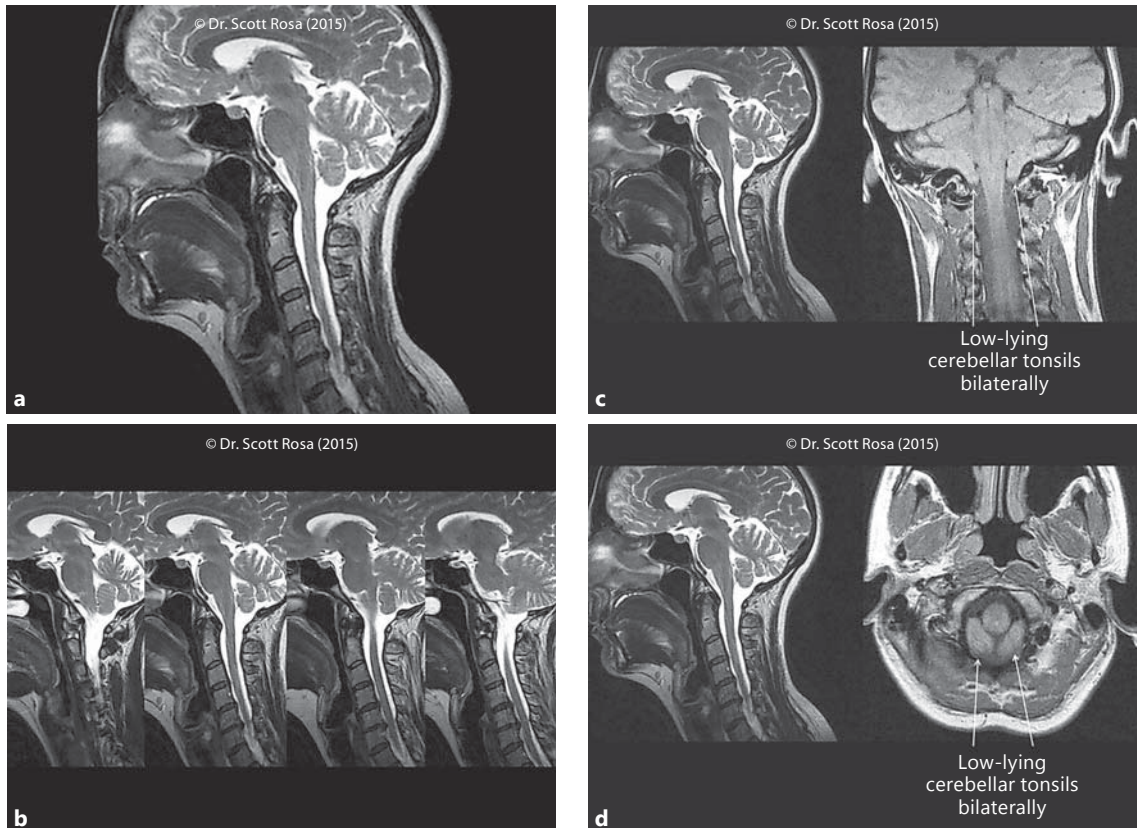 © Dr. Scott Rosa (2015)
a
© Dr. Scott Rosa (2015)
b
© Dr. Scott Rosa (2015)
Low-lying
cerebellar tonsils
bilaterally
c
© Dr. Scott Rosa (2015)
Low-lying
cerebellar tonsils
bilaterally
d